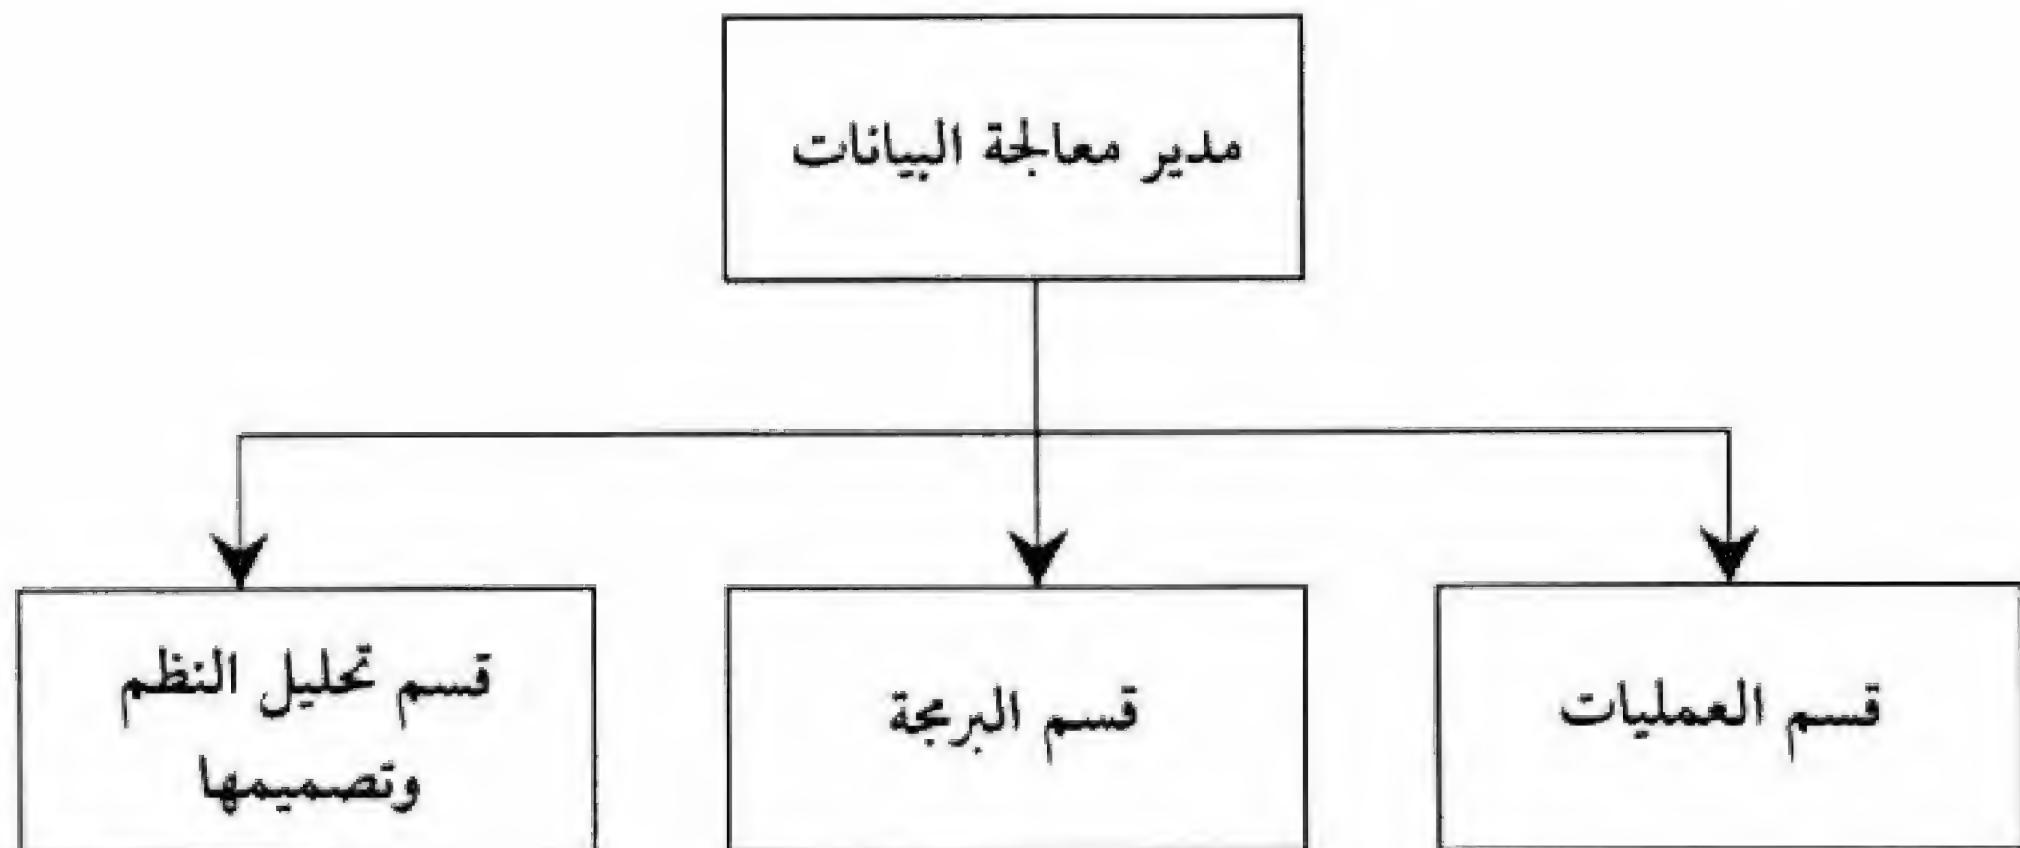 مدير معالجة البيانات
قسم العمليات
قسم البرمجة
قسم تحليل النظم
وتصميمها